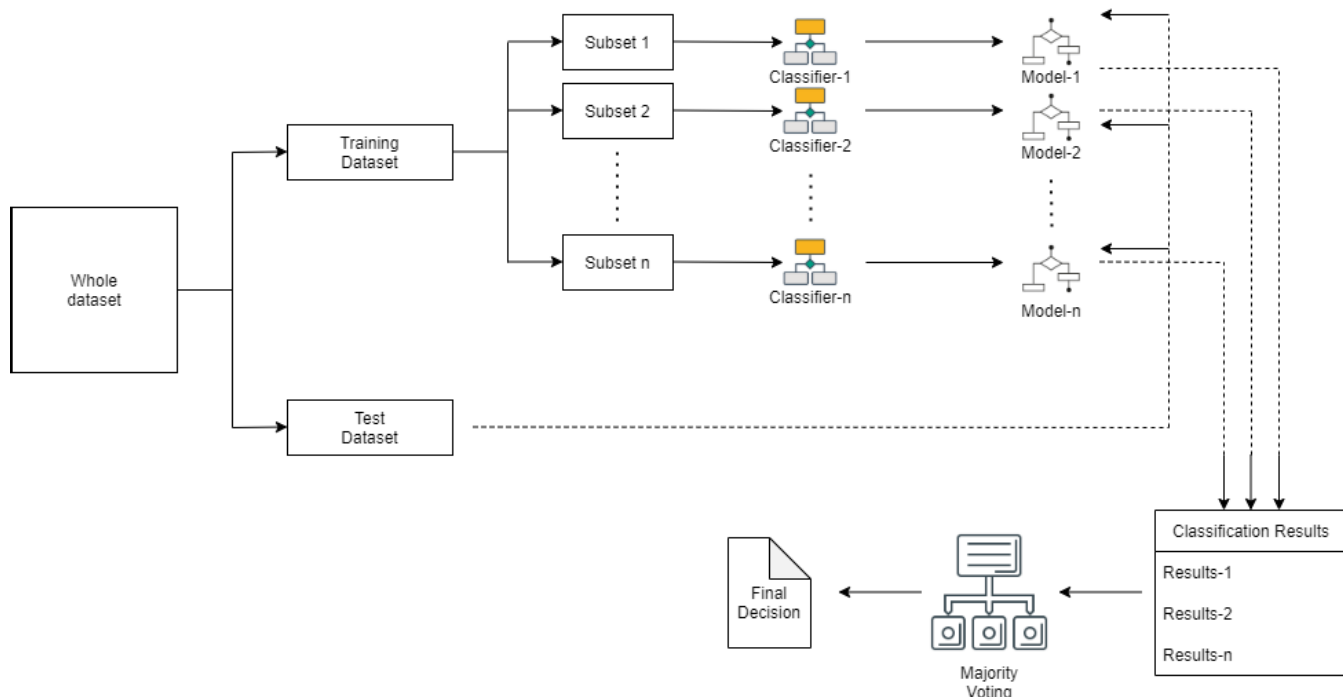 Subset 1
Classifier-1
Model-1
Training
Dataset
Subset 2
Classifier-2
Model-2
Whole
dataset
Subset n
Classifier-n
Model-n
Test
Dataset
Classification Results
Results-1
Results-2
Results-n
Majority
Voting
Final
Decision